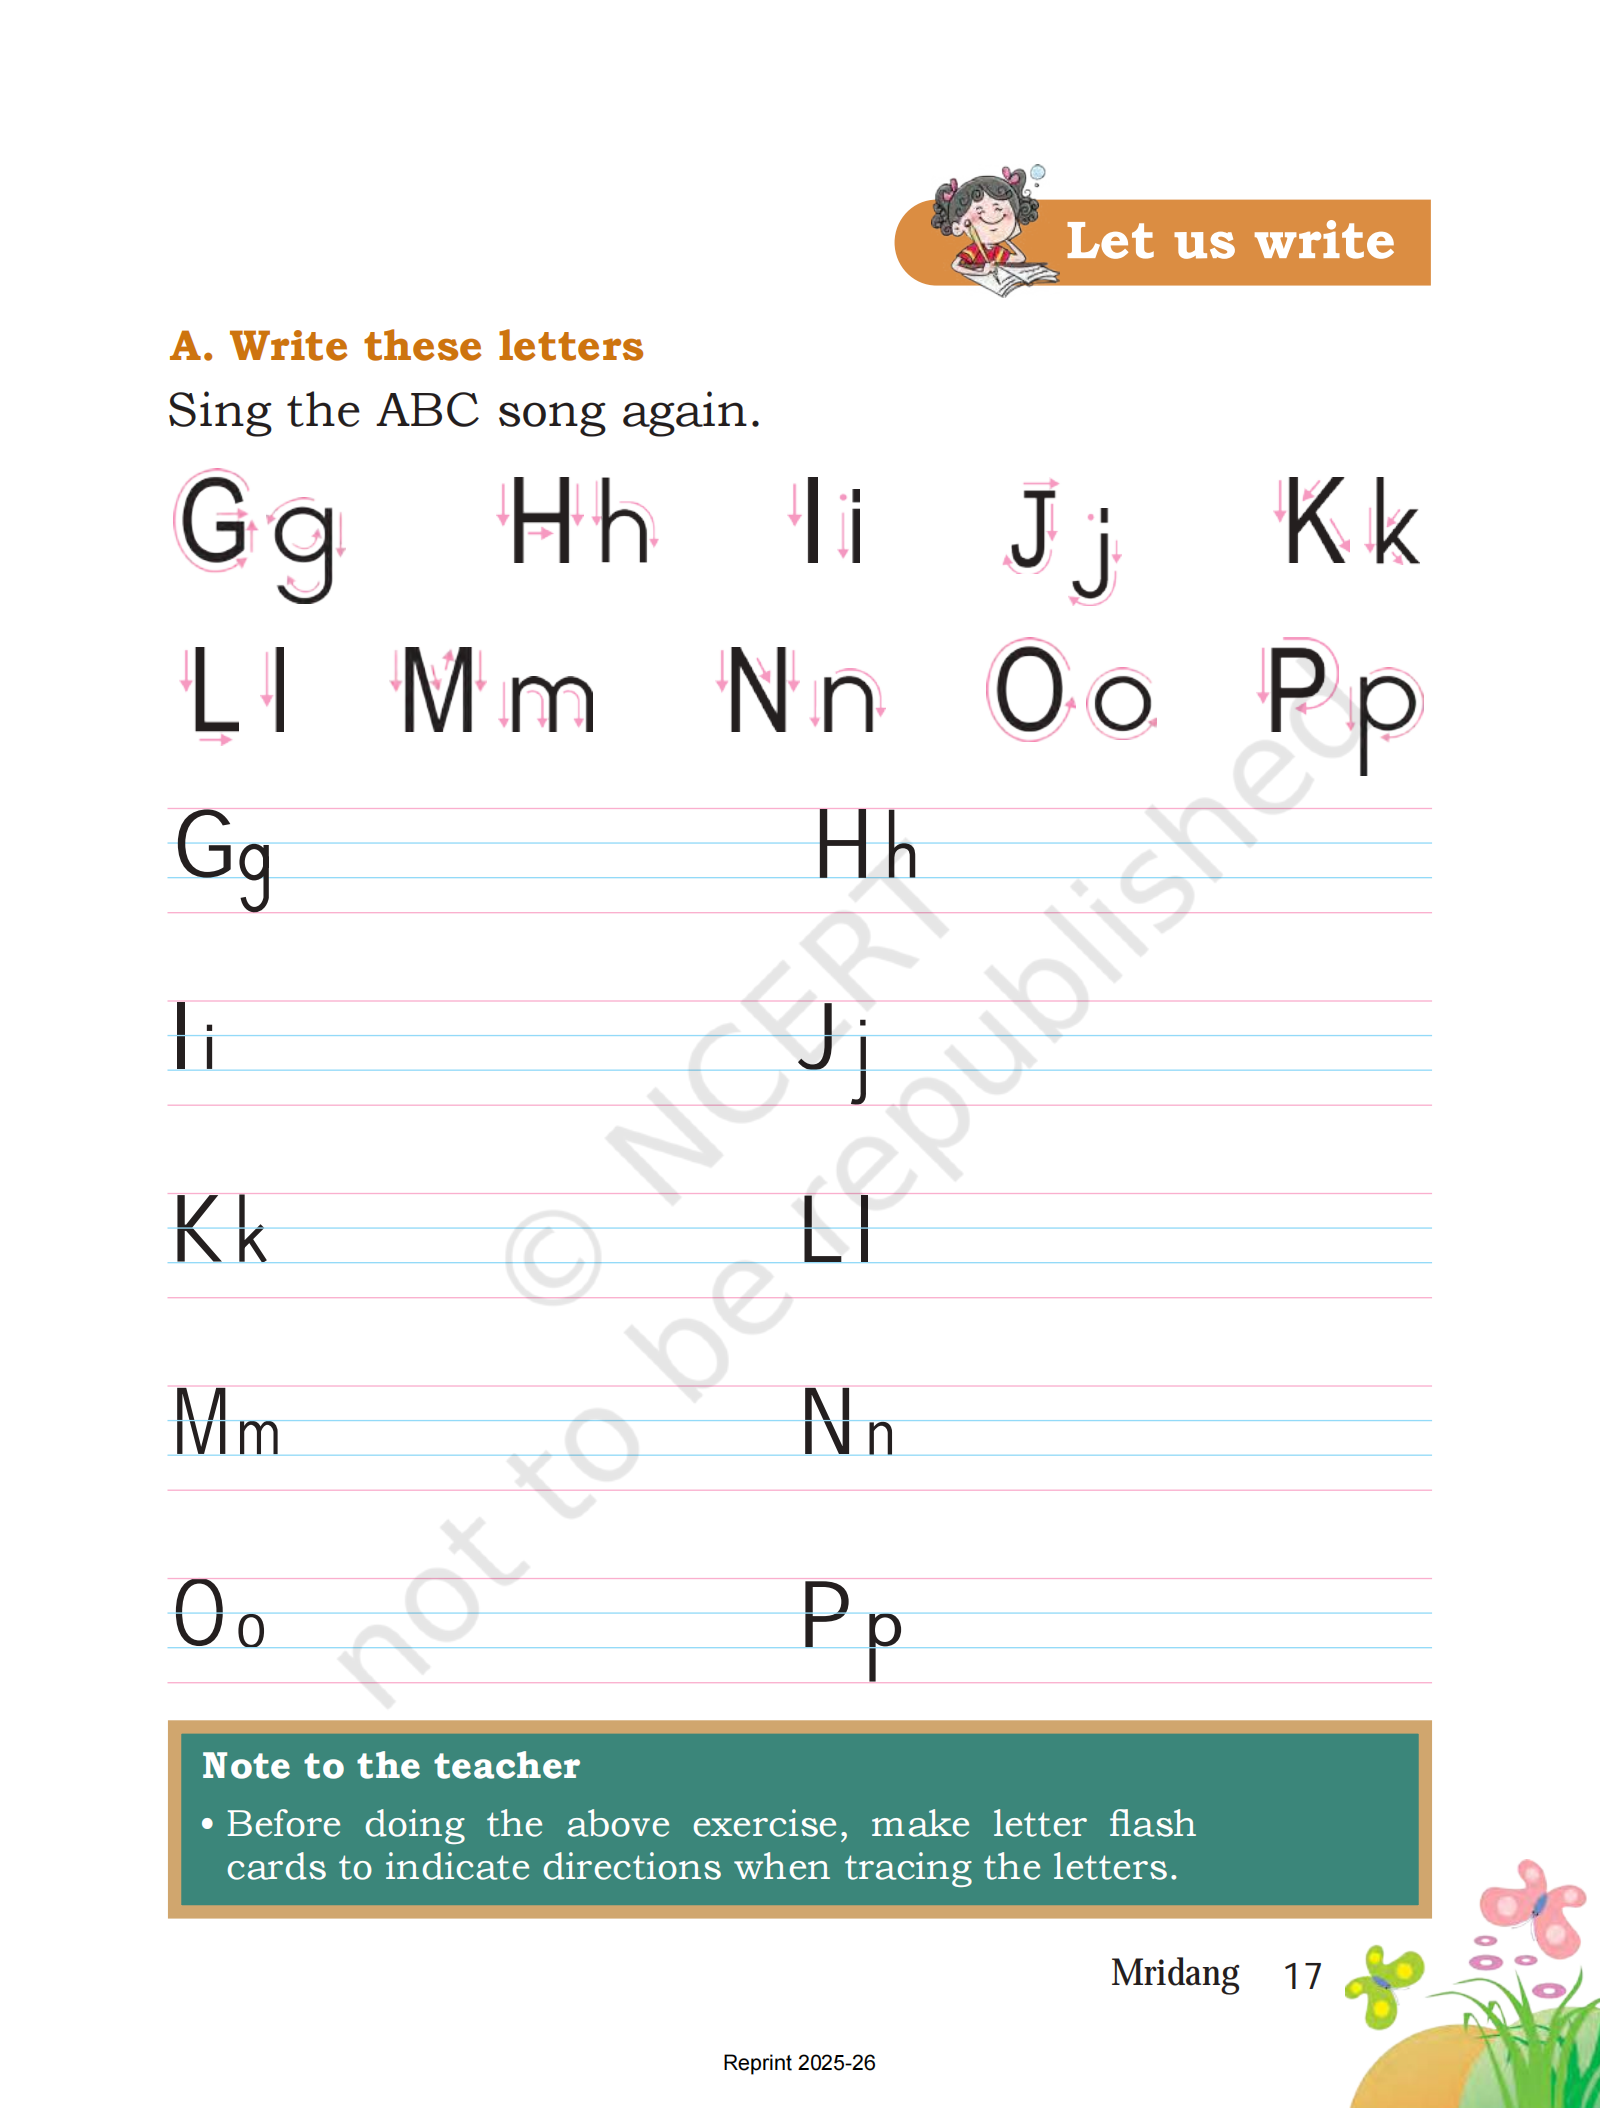 Let us write
A. Write these letters
Sing the ABC song again.
Gg Hh Ii Jj Kk
Ll Mm Nn Oo Pp
Gg Hh
Ii Jj
Kk Ll
Mm Nn
Oo Pp
© NCERT
not to be republished
Note to the teacher
• Before doing the above exercise, make letter flash
cards to indicate directions when tracing the letters.
Mridang 17
Reprint 2025-26